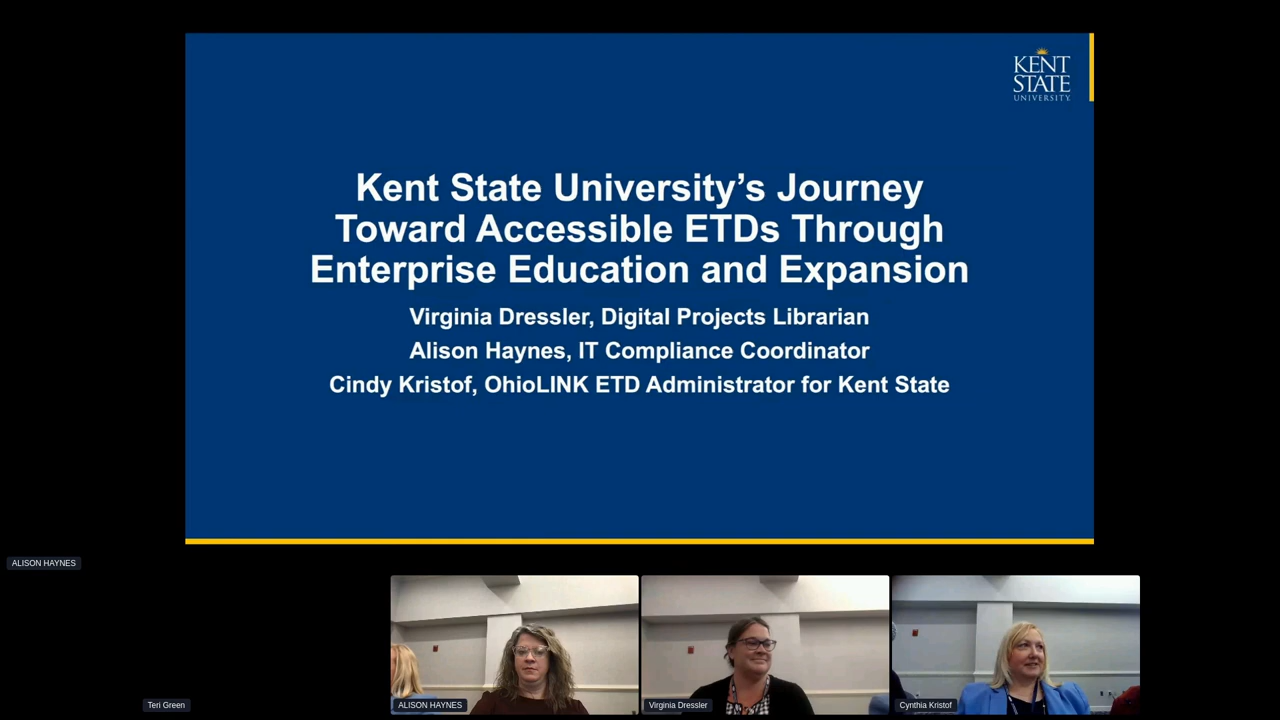 KENT
STATE
UNIVERSITY
Kent State University's Journey
Toward Accessible ETDs Through
Enterprise Education and Expansion
Virginia Dressler, Digital Projects Librarian
Alison Haynes, IT Compliance Coordinator
Cindy Kristof, OhioLINK ETD Administrator for Kent State
ALISON HAYNES
Teri Green
ALISON HAYNES
Virginia Dressler
Cynthia Kristof